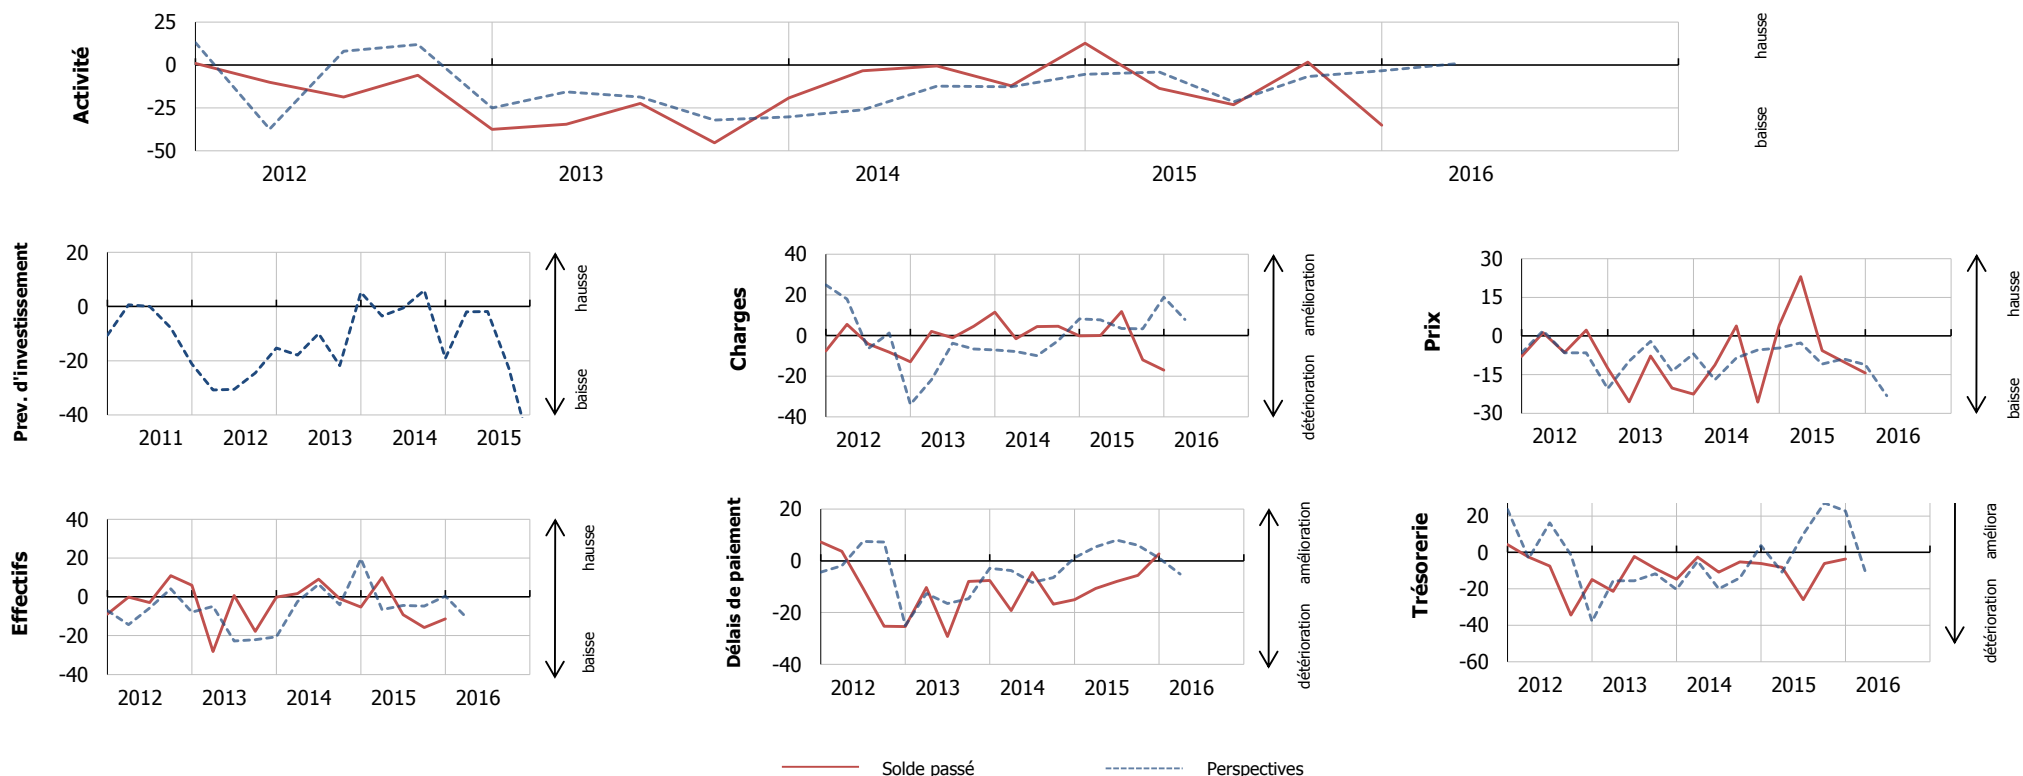 Activité
25
0
-25
-50
2012 2013 2014 2015 2016
hausse
baisse
Prev. d'investissement
20
0
-20
-40
2011 2012 2013 2014 2015
hausse
baisse
Charges
40
20
0
-20
-40
2012 2013 2014 2015 2016
amélioration
détérioration
Prix
30
15
0
-15
-30
2012 2013 2014 2015 2016
hausse
baisse
Effectifs
40
20
0
-20
-40
2012 2013 2014 2015 2016
hausse
baisse
Délais de paiement
20
0
-20
-40
2012 2013 2014 2015 2016
amélioration
détérioration
Trésorerie
20
0
-20
-40
-60
2012 2013 2014 2015 2016
améliora
détérioration
Solde passé Perspectives